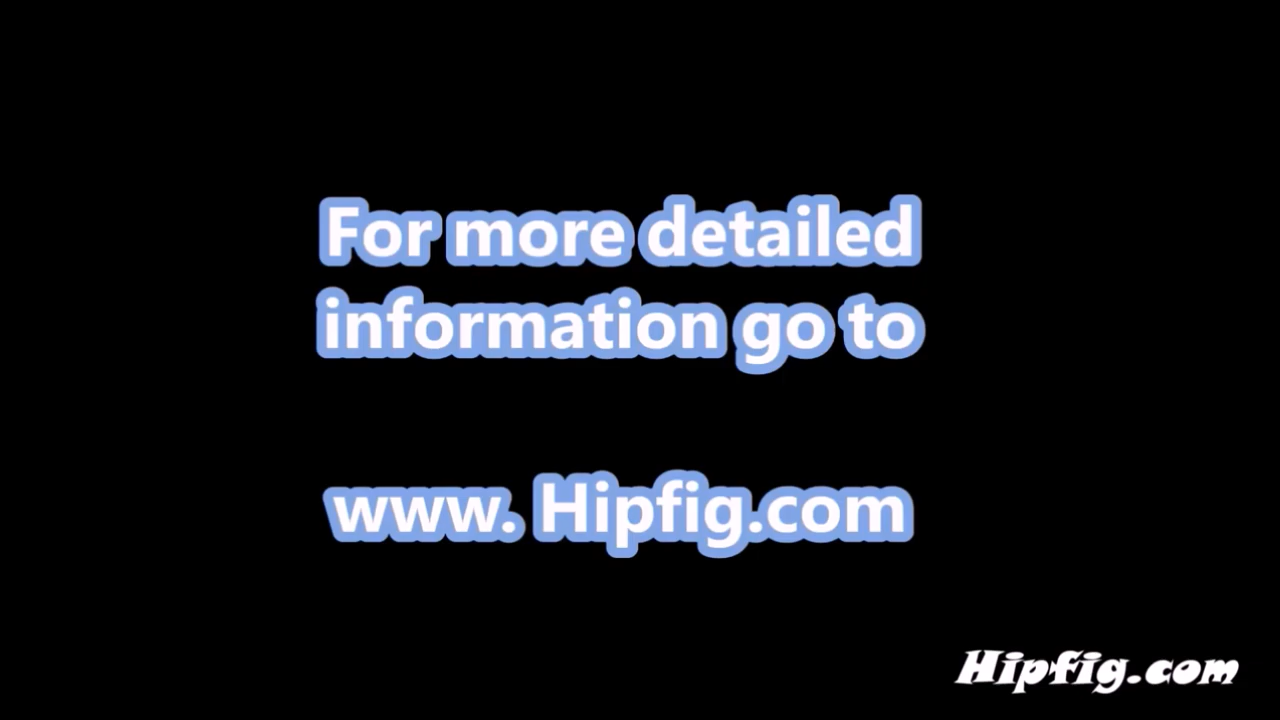 For more detailed
information go to
www. Hipfig.com
Hipfig.com